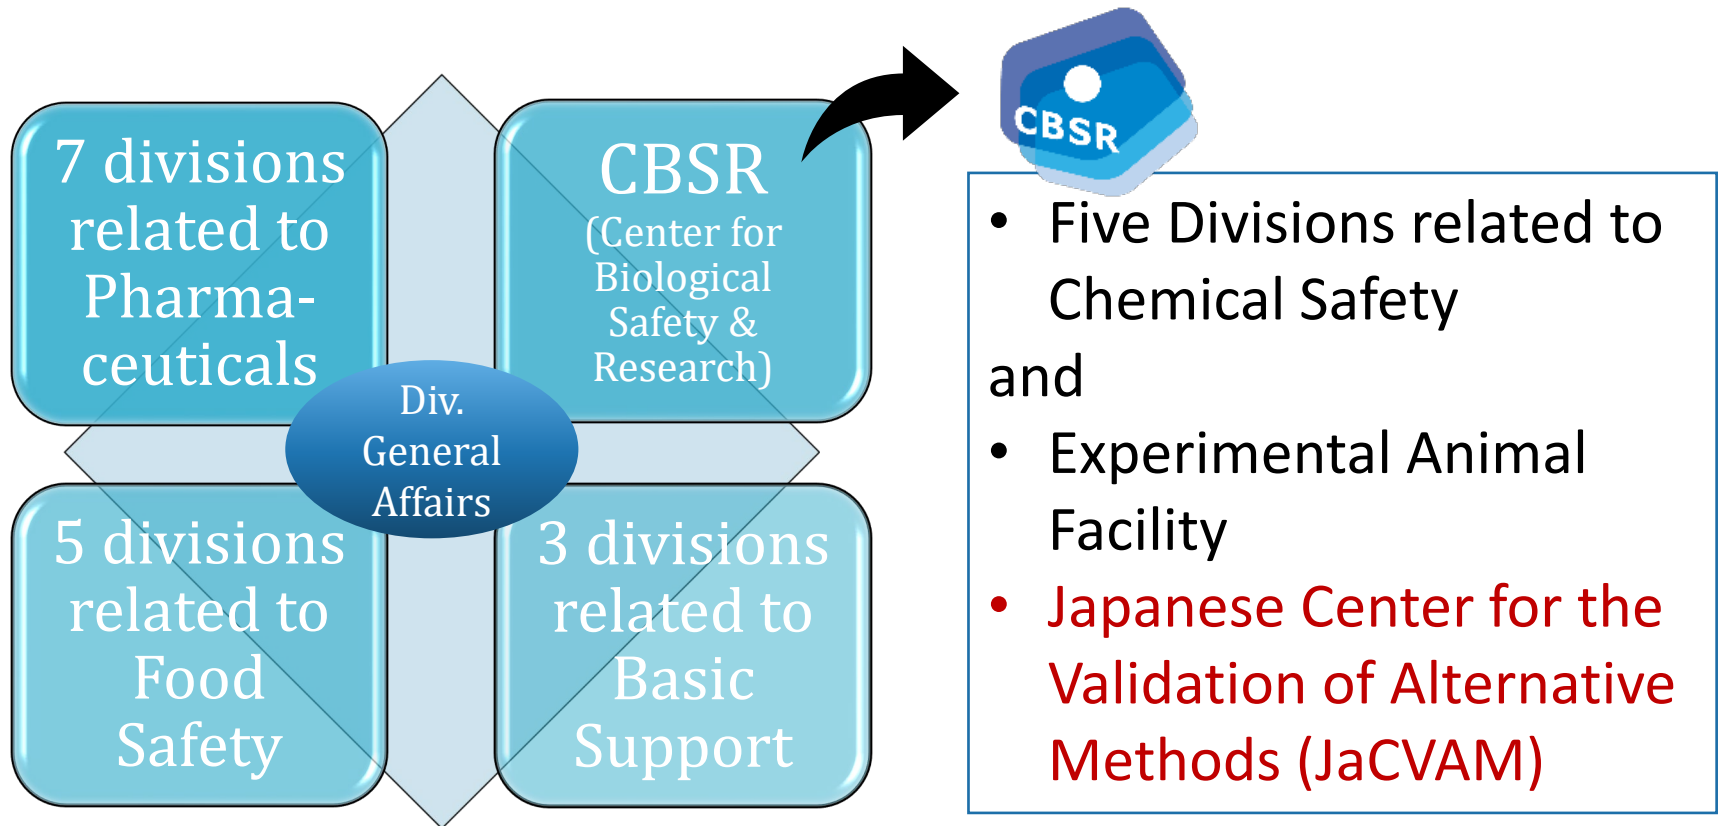 7 divisions
related to
Pharma-
ceuticals
CBSR
(Center for
Biological
Safety &
Research)
Div.
General
Affairs
5 divisions
related to
Food
Safety
3 divisions
related to
Basic
Support
CBSR
• Five Divisions related to
Chemical Safety
and
• Experimental Animal
Facility
• Japanese Center for the
Validation of Alternative
Methods (JaCVAM)